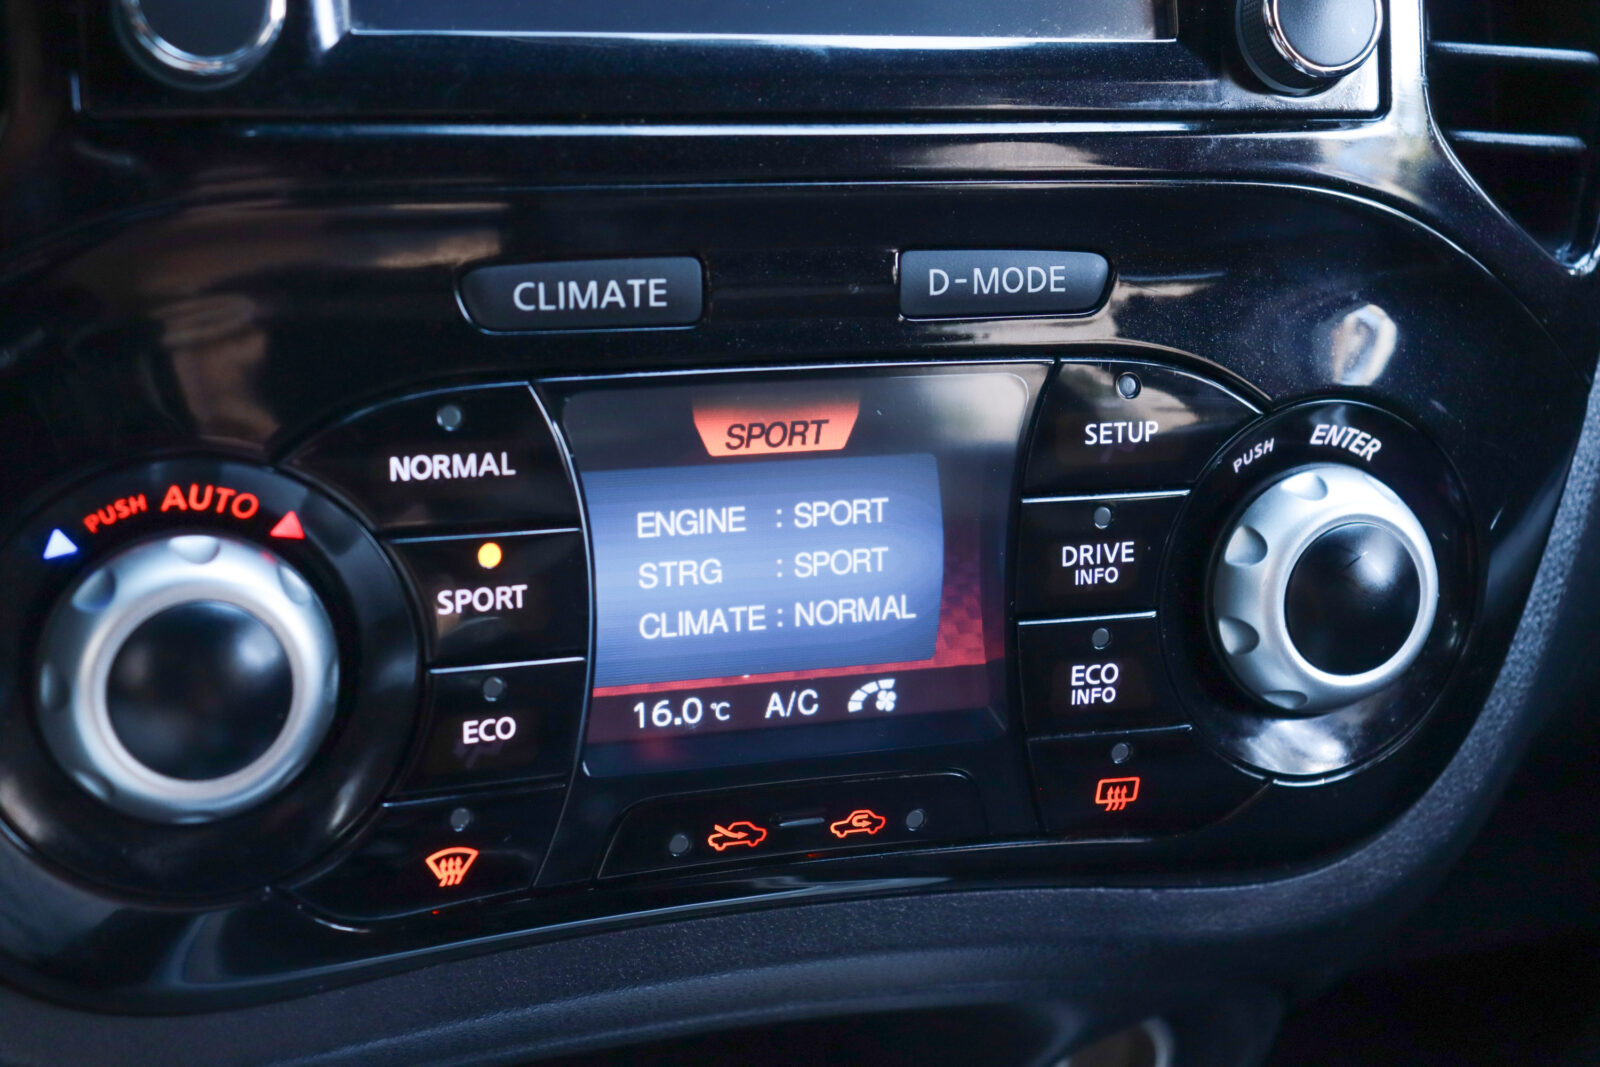 CLIMATE
D-MODE
PUSH AUTO
NORMAL
SPORT
ECO
SPORT
ENGINE : SPORT
STRG : SPORT
CLIMATE : NORMAL
16.0 °C A/C
SETUP
DRIVE
INFO
ECO
INFO
PUSH ENTER